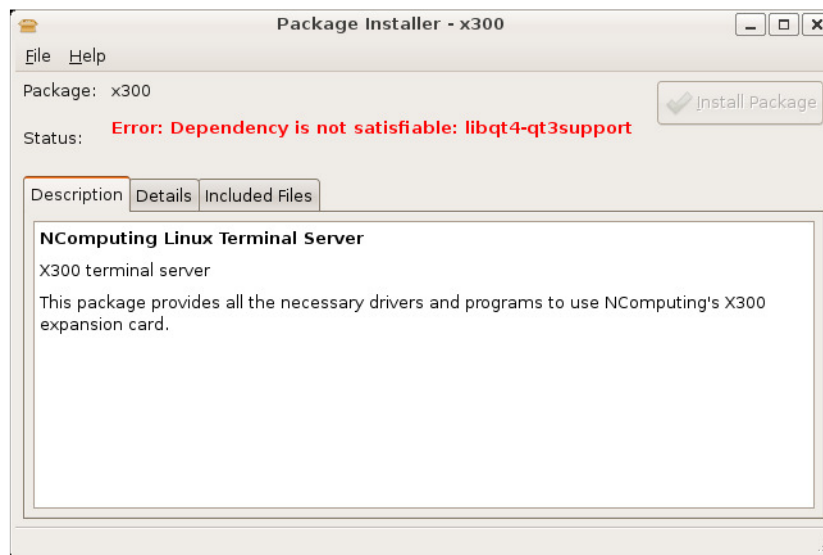 Package Installer - x300
File Help
Package: x300
Install Package
Status: Error: Dependency is not satisfiable: libqt4-qt3support
Description Details Included Files
NComputing Linux Terminal Server
X300 terminal server
This package provides all the necessary drivers and programs to use NComputing's X300
expansion card.